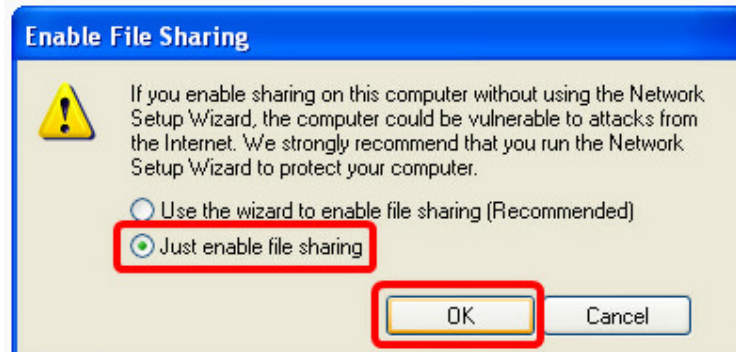 Enable File Sharing
If you enable sharing on this computer without using the Network
Setup Wizard, the computer could be vulnerable to attacks from
the Internet. We strongly recommend that you run the Network
Setup Wizard to protect your computer.
Use the wizard to enable file sharing (Recommended)
Just enable file sharing
OK Cancel